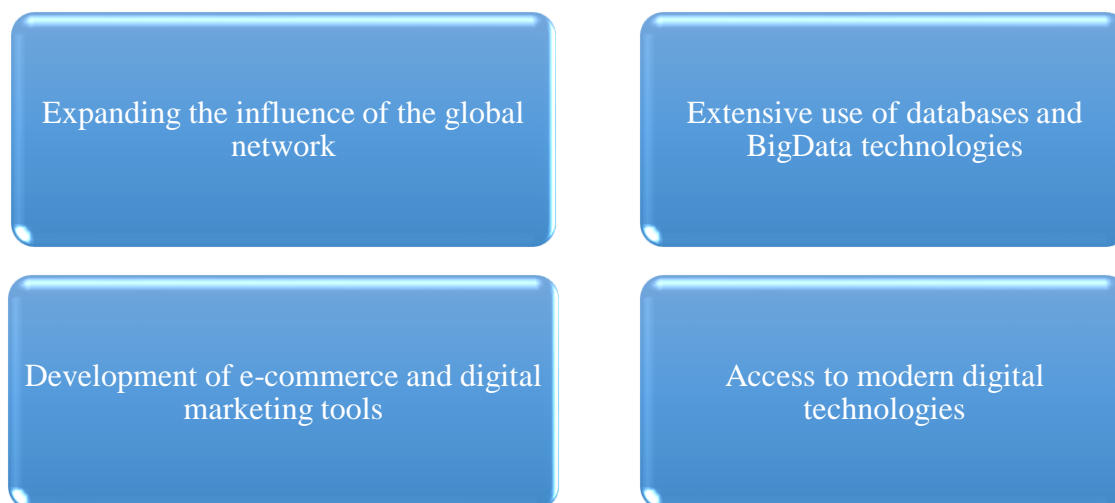 Expanding the influence of the global
network
Extensive use of databases and
BigData technologies
Development of e-commerce and digital
marketing tools
Access to modern digital
technologies